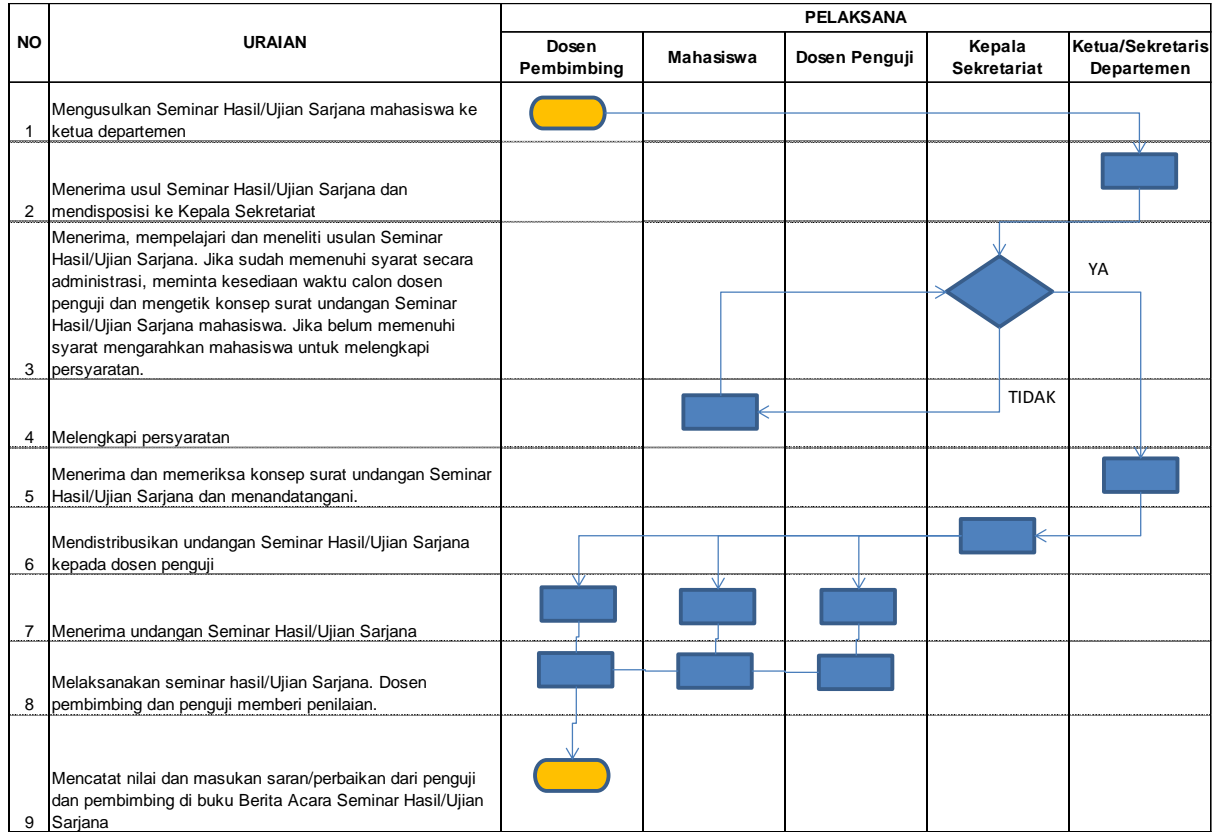 PELAKSANA
NO
URAIAN
Dosen
Pembimbing
Mahasiswa
Dosen Penguji
Kepala
Sekretariat
Ketua/Sekretaris
Departemen
Mengusulkan Seminar Hasil/Ujian Sarjana mahasiswa ke
1 ketua departemen
Menerima usul Seminar Hasil/Ujian Sarjana dan
2 mendisposisi ke Kepala Sekretariat
Menerima, mempelajari dan meneliti usulan Seminar
Hasil/Ujian Sarjana. Jika sudah memenuhi syarat secara
administrasi, meminta kesediaan waktu calon dosen
penguji dan mengetik konsep surat undangan Seminar
Hasil/Ujian Sarjana mahasiswa. Jika belum memenuhi
syarat mengarahkan mahasiswa untuk melengkapi
3 persyaratan.
YA
TIDAK
4 Melengkapi persyaratan
Menerima dan memeriksa konsep surat undangan Seminar
5 Hasil/Ujian Sarjana dan menandatangani.
Mendistribusikan undangan Seminar Hasil/Ujian Sarjana
6 kepada dosen penguji
7 Menerima undangan Seminar Hasil/Ujian Sarjana
Melaksanakan seminar hasil/Ujian Sarjana. Dosen
8 pembimbing dan penguji memberi penilaian.
Mencatat nilai dan masukan saran/perbaikan dari penguji
dan pembimbing di buku Berita Acara Seminar Hasil/Ujian
9 Sarjana